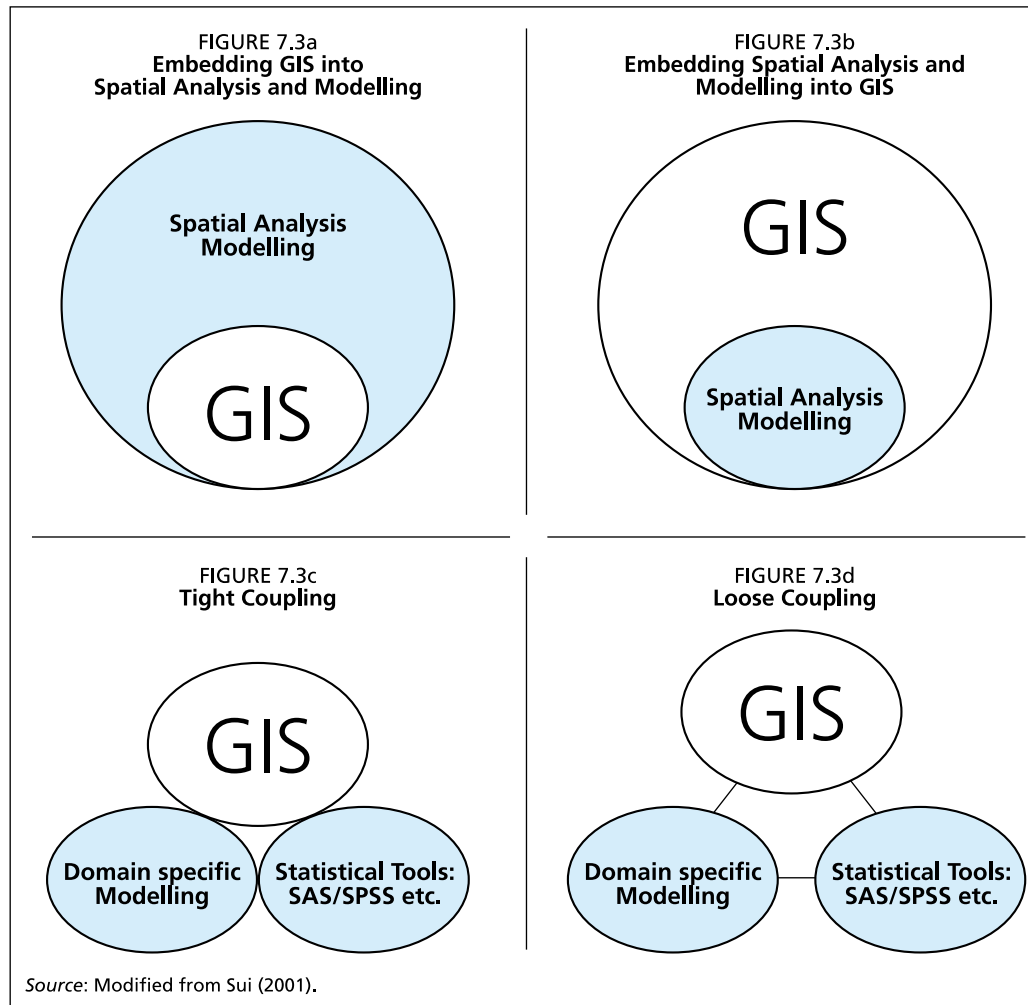 FIGURE 7.3a
Embedding GIS into
Spatial Analysis and Modelling
Spatial Analysis
Modelling
GIS
FIGURE 7.3b
Embedding Spatial Analysis and
Modelling into GIS
GIS
Spatial Analysis
Modelling
FIGURE 7.3c
Tight Coupling
GIS
Domain specific
Modelling
Statistical Tools:
SAS/SPSS etc.
FIGURE 7.3d
Loose Coupling
GIS
Domain specific
Modelling
Statistical Tools:
SAS/SPSS etc.
Source: Modified from Sui (2001).